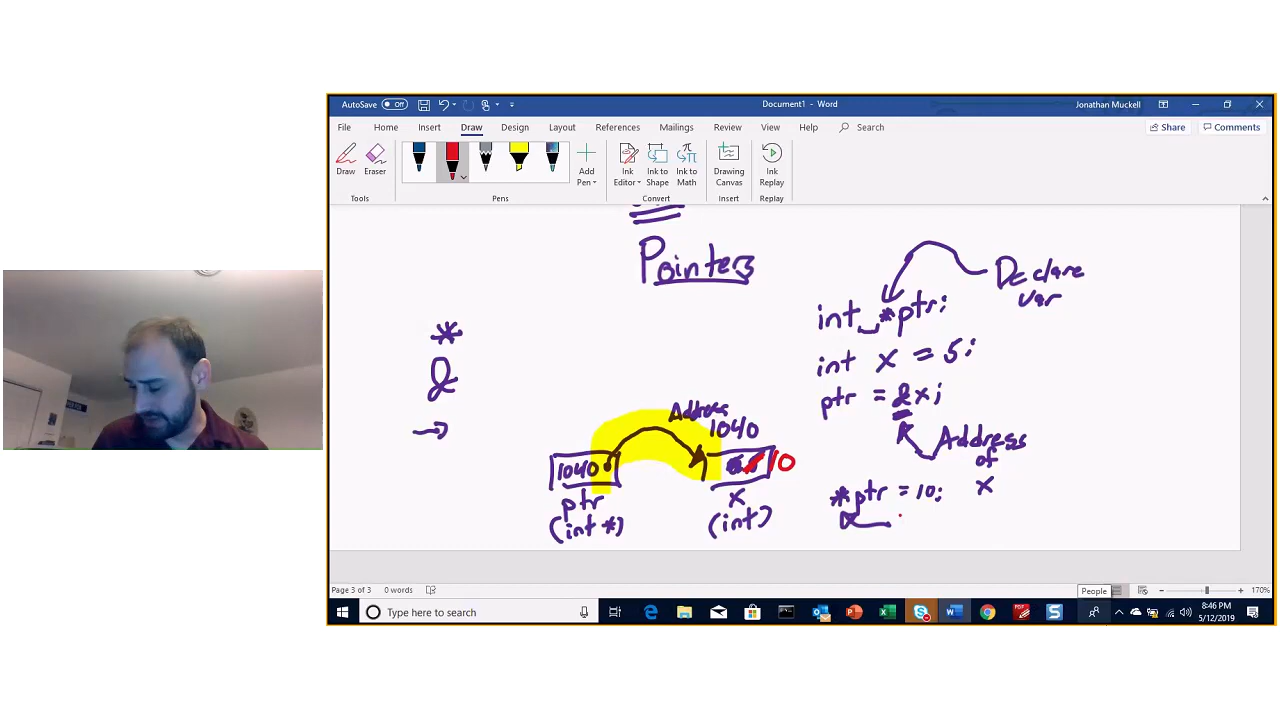 AutoSave Off
Document1 - Word
Jonathan Muckell
File Home Insert Draw Design Layout References Mailings Review View Help Search
Share Comments
Draw
Eraser
Add Pen
Ink Editor
Ink to Shape
Ink to Math
Drawing Canvas
Ink Replay
Tools
Pens
Convert
Insert
Replay
Pointers
Declare
var
int *ptr;
int x = 5;
ptr = &x;
*
&
->
Address
1040
1040
10
ptr
(int *)
x
(int)
Address
of
x
*ptr = 10;
Page 3 of 3 0 words
People
170%
Type here to search
8:46 PM
5/12/2019